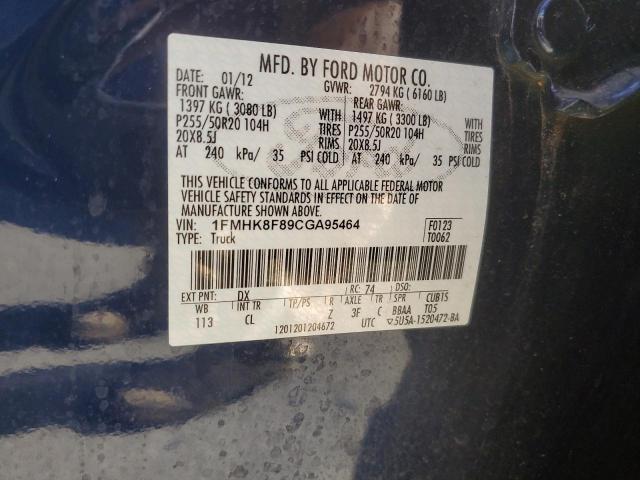 MFD. BY FORD MOTOR CO.
DATE: 01/12 GVWR: 2794 KG ( 6160 LB)
FRONT GAWR: REAR GAWR:
1397 KG ( 3080 LB) WITH 1497 KG ( 3300 LB) WITH
P255/50R20 104H TIRES P255/50R20 104H TIRES
20X8.5J RIMS 20X8.5J RIMS
AT 240 kPa/ 35 PSI COLD AT 240 kPa/ 35 PSI COLD
THIS VEHICLE CONFORMS TO ALL APPLICABLE FEDERAL MOTOR
VEHICLE SAFETY STANDARDS IN EFFECT ON THE DATE OF
MANUFACTURE SHOWN ABOVE.
VIN: 1FMHK8F89CGA95464 F0123
TYPE: Truck T0062
EXT PNT: DX RC: 74 DSO:
WB INT TR TP/PS R AXLE TR SPR CUB15
113 CL Z 3F C BBAA T05
1201201204672 UTC ▽5U5A-1520472-BA